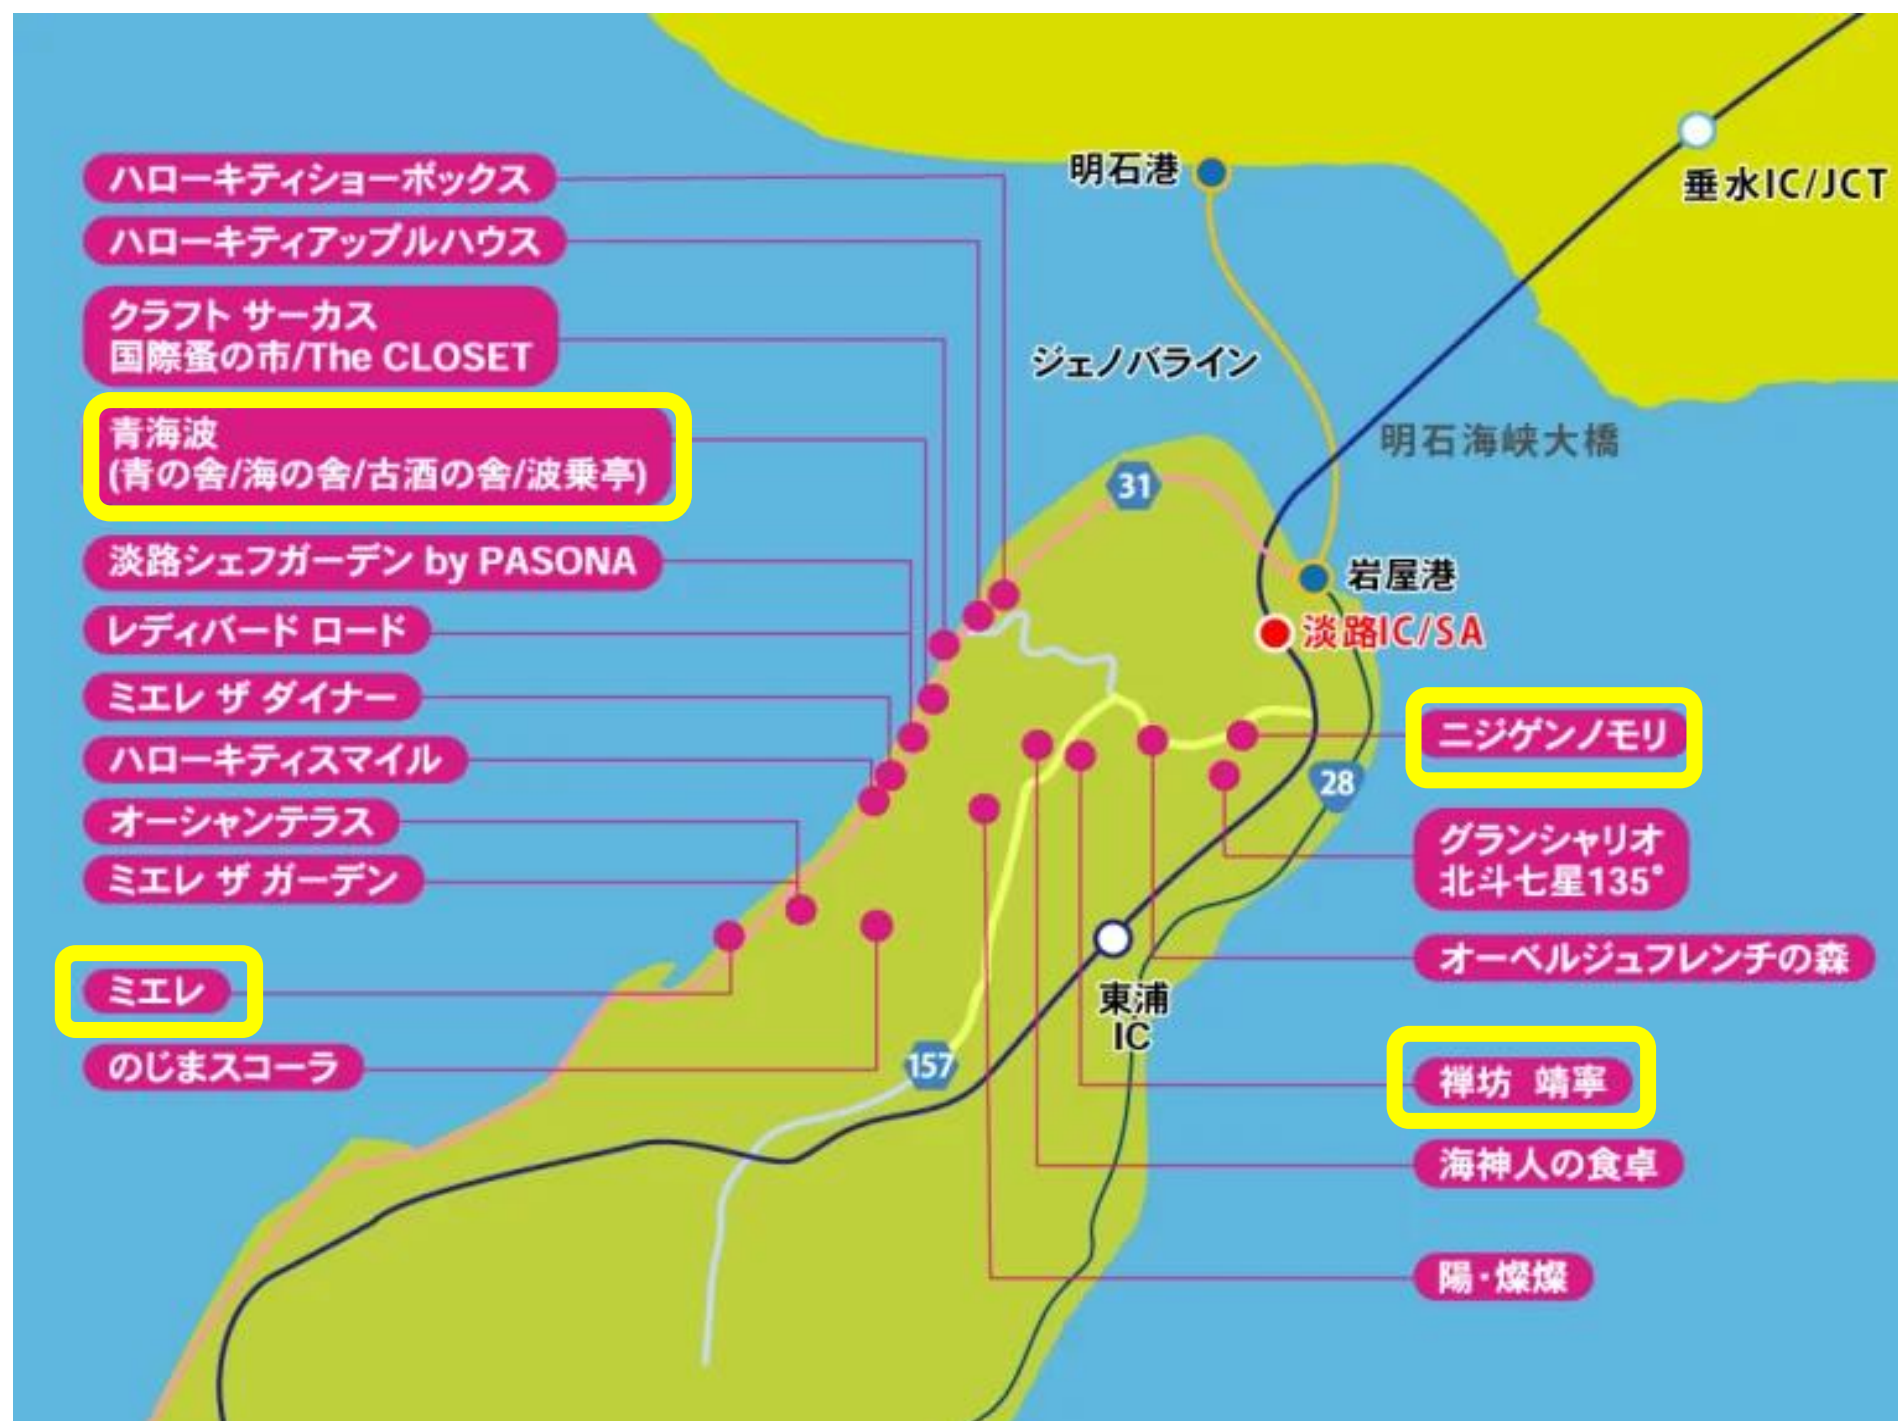 ハローキティショーボックス
ハローキティアップルハウス
クラフト サーカス
国際蚤の市/The CLOSET
青海波
(青の舎/海の舎/古酒の舎/波乗亭)
淡路シェフガーデン by PASONA
レディバード ロード
ミエレ ザ ダイナー
ハローキティスマイル
オーシャンテラス
ミエレ ザ ガーデン
ミエレ
のじまスコーラ
明石港
垂水IC/JCT
ジェノバライン
明石海峡大橋
31
岩屋港
淡路IC/SA
28
東浦
IC
157
ニジゲンノモリ
グランシャリオ
北斗七星135°
オーベルジュフレンチの森
禅坊 靖寧
海神人の食卓
陽・燦燦